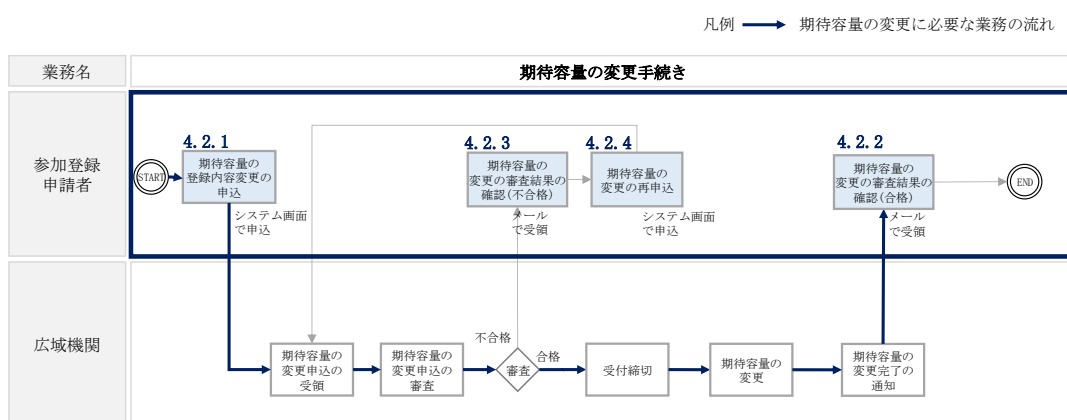 凡例 期待容量の変更に必要な業務の流れ
業務名
期待容量の変更手続き
参加登録
申請者
START
4.2.1
期待容量の
登録内容変更の
申込
システム画面
で申込
4.2.3
期待容量の
変更の審査結果の
確認(不合格)
メール
で受領
4.2.4
期待容量の
変更の再申込
システム画面
で申込
4.2.2
期待容量の
変更の審査結果の
確認(合格)
メール
で受領
END
広域機関
期待容量の
変更申込の
受領
期待容量の
変更申込の
審査
不合格
審査
合格
受付締切
期待容量の
変更
期待容量の
変更完了の
通知